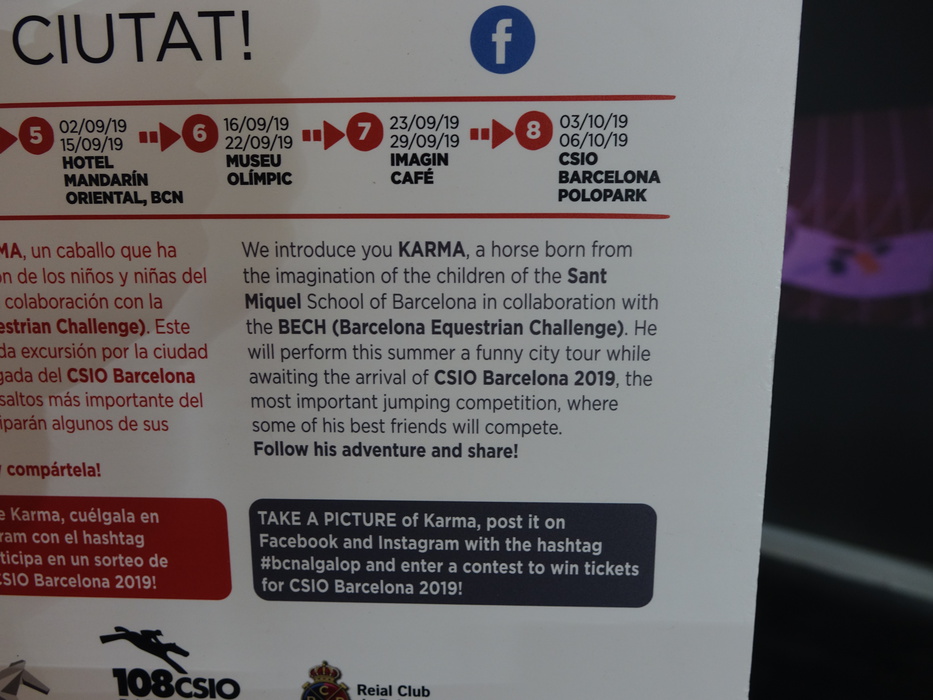 CIUTAT!
f
5 02/09/19
15/09/19
HOTEL
MANDARÍN
ORIENTAL, BCN
6 16/09/19
22/09/19
MUSEU
OLÍMPIC
7 23/09/19
29/09/19
IMAGIN
CAFÉ
8 03/10/19
06/10/19
CSIO
BARCELONA
POLOPARK
MA, un caballo que ha
ón de los niños y niñas del
colaboración con la
estrian Challenge). Este
da excursión por la ciudad
gada del CSIO Barcelona
saltos más importante del
iparán algunos de sus
y compártela!
We introduce you KARMA, a horse born from
the imagination of the children of the Sant
Miquel School of Barcelona in collaboration with
the BECH (Barcelona Equestrian Challenge). He
will perform this summer a funny city tour while
awaiting the arrival of CSIO Barcelona 2019, the
most important jumping competition, where
some of his best friends will compete.
Follow his adventure and share!
e Karma, cuélgala en
ram con el hashtag
ticipa en un sorteo de
CSIO Barcelona 2019!
TAKE A PICTURE of Karma, post it on
Facebook and Instagram with the hashtag
#bcnalgalop and enter a contest to win tickets
for CSIO Barcelona 2019!
108CSIO
Reial Club